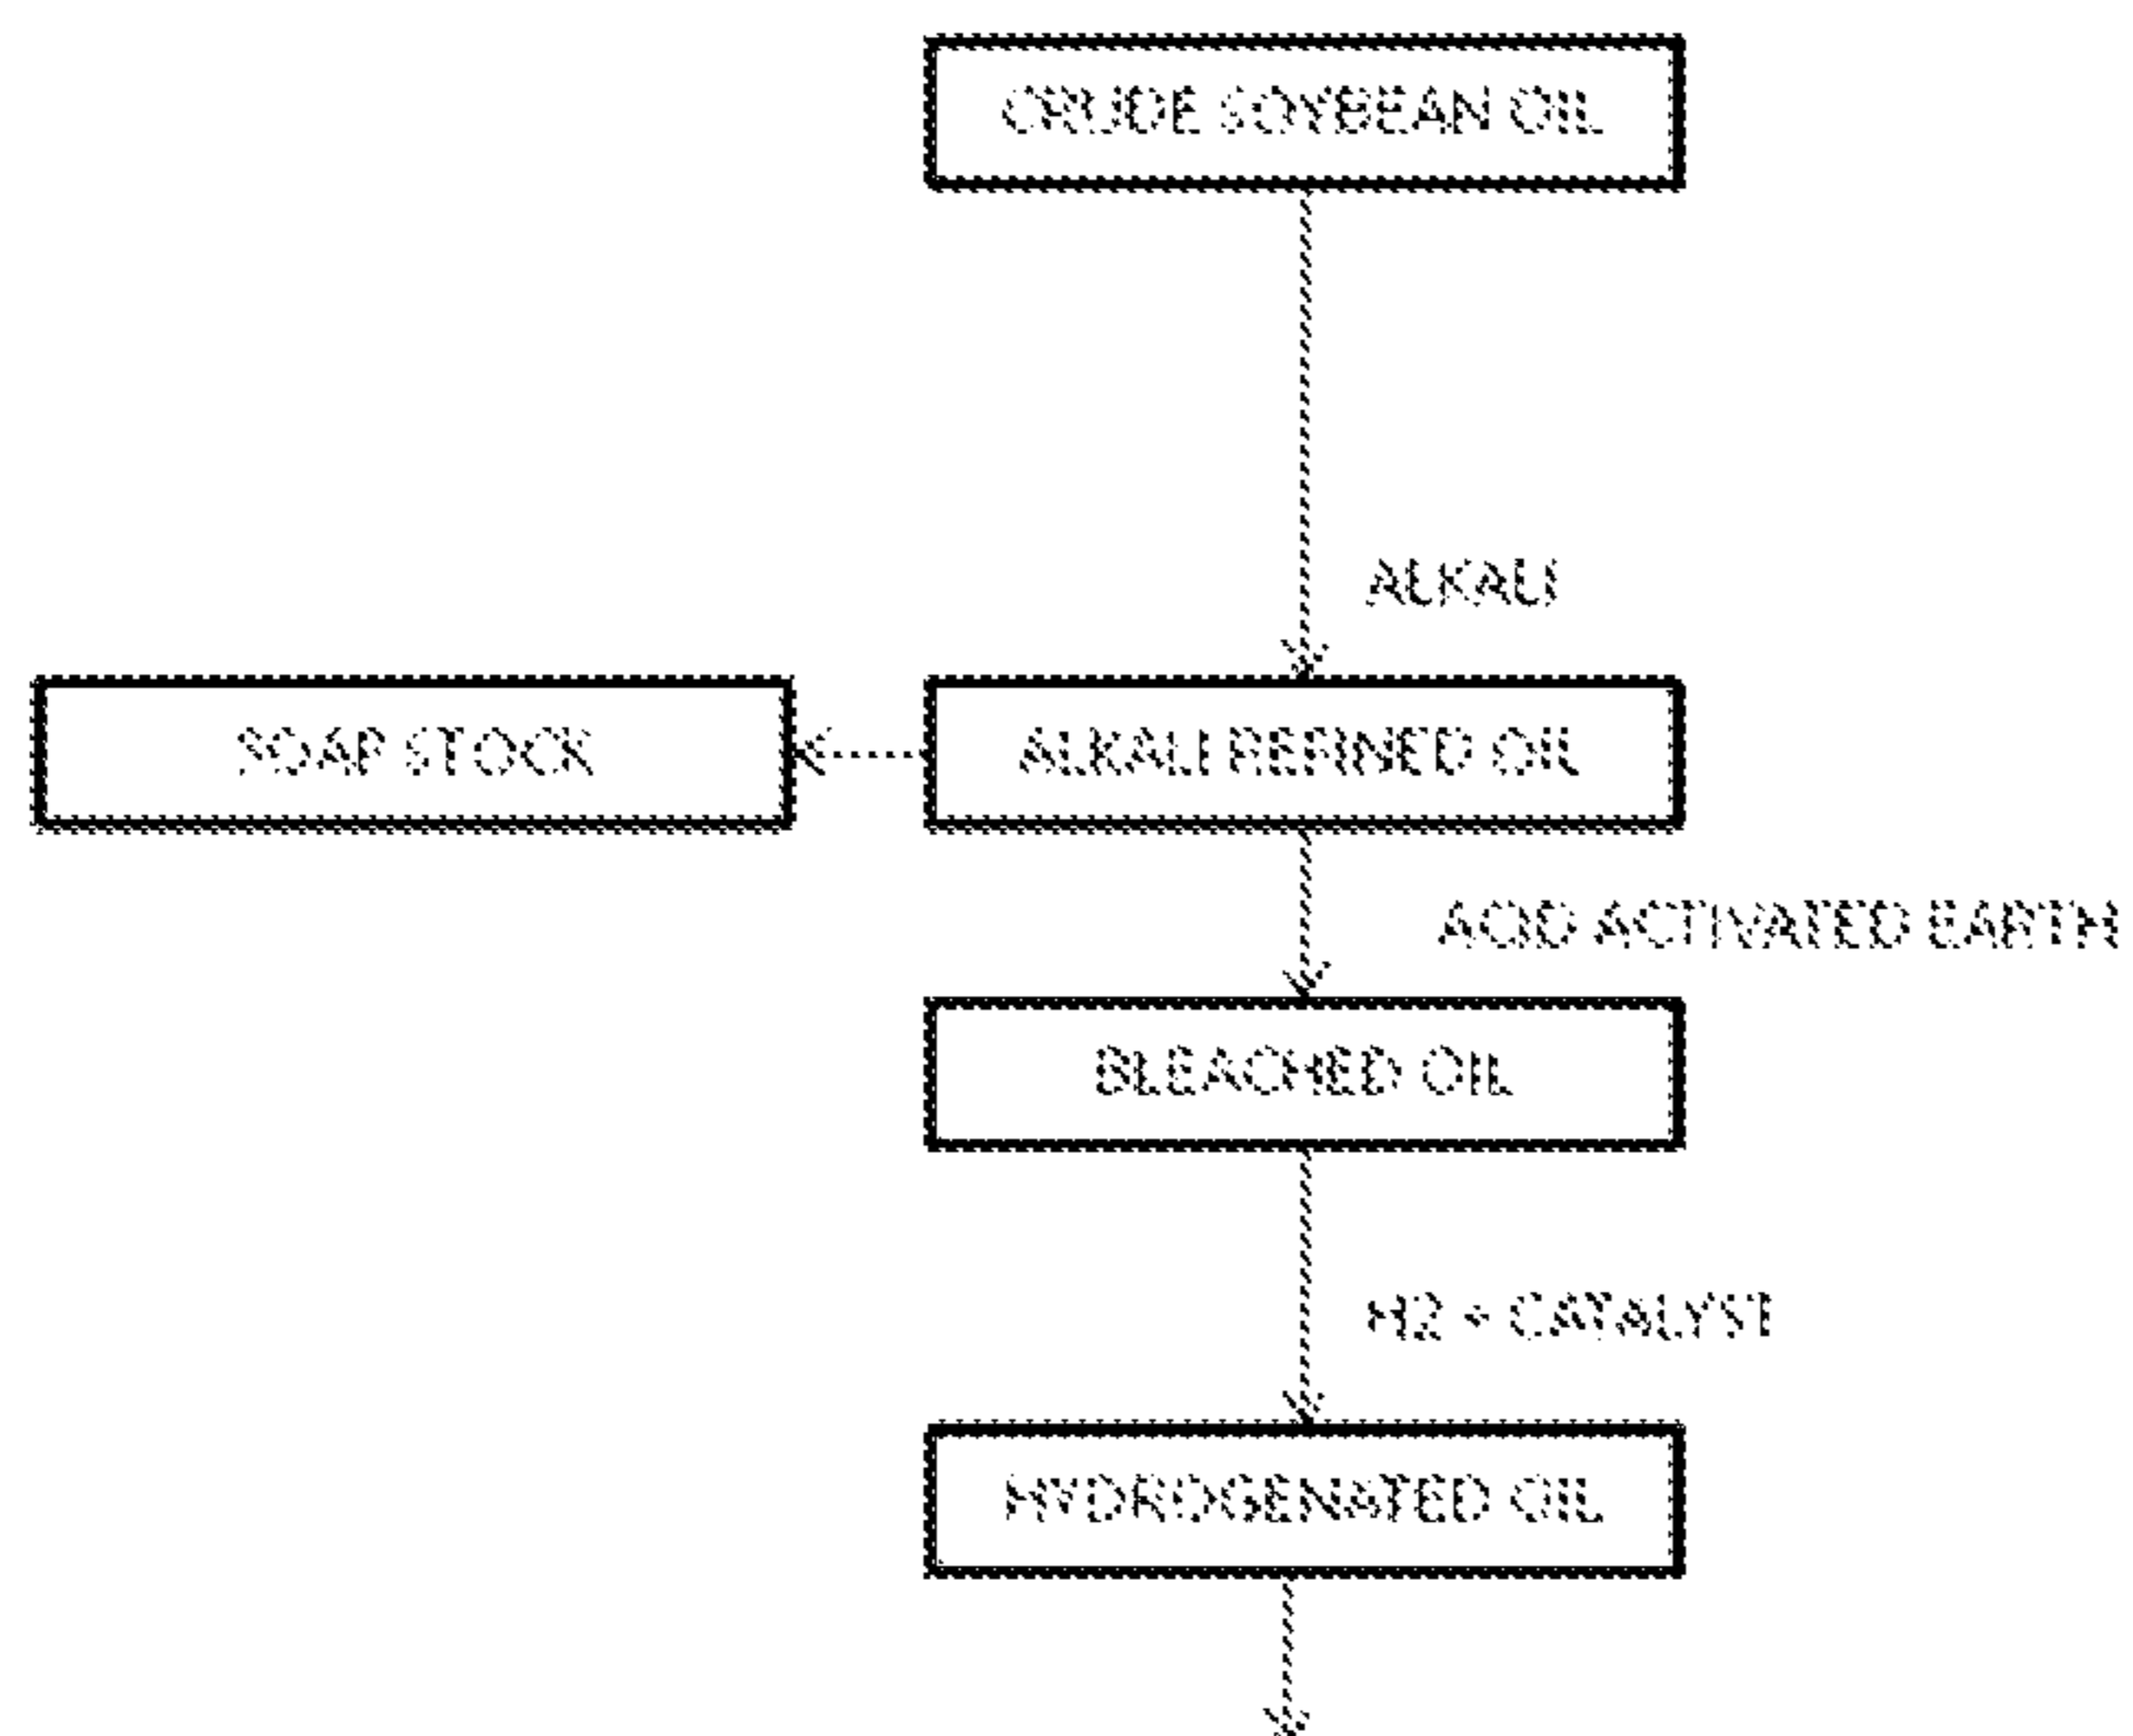 CRUDE SOYBEAN OIL
ALKALI
SOAP STOCK
ALKALI REFINED OIL
ACID ACTIVATED EARTH
BLEACHED OIL
H2 + CATALYST
HYDROGENATED OIL